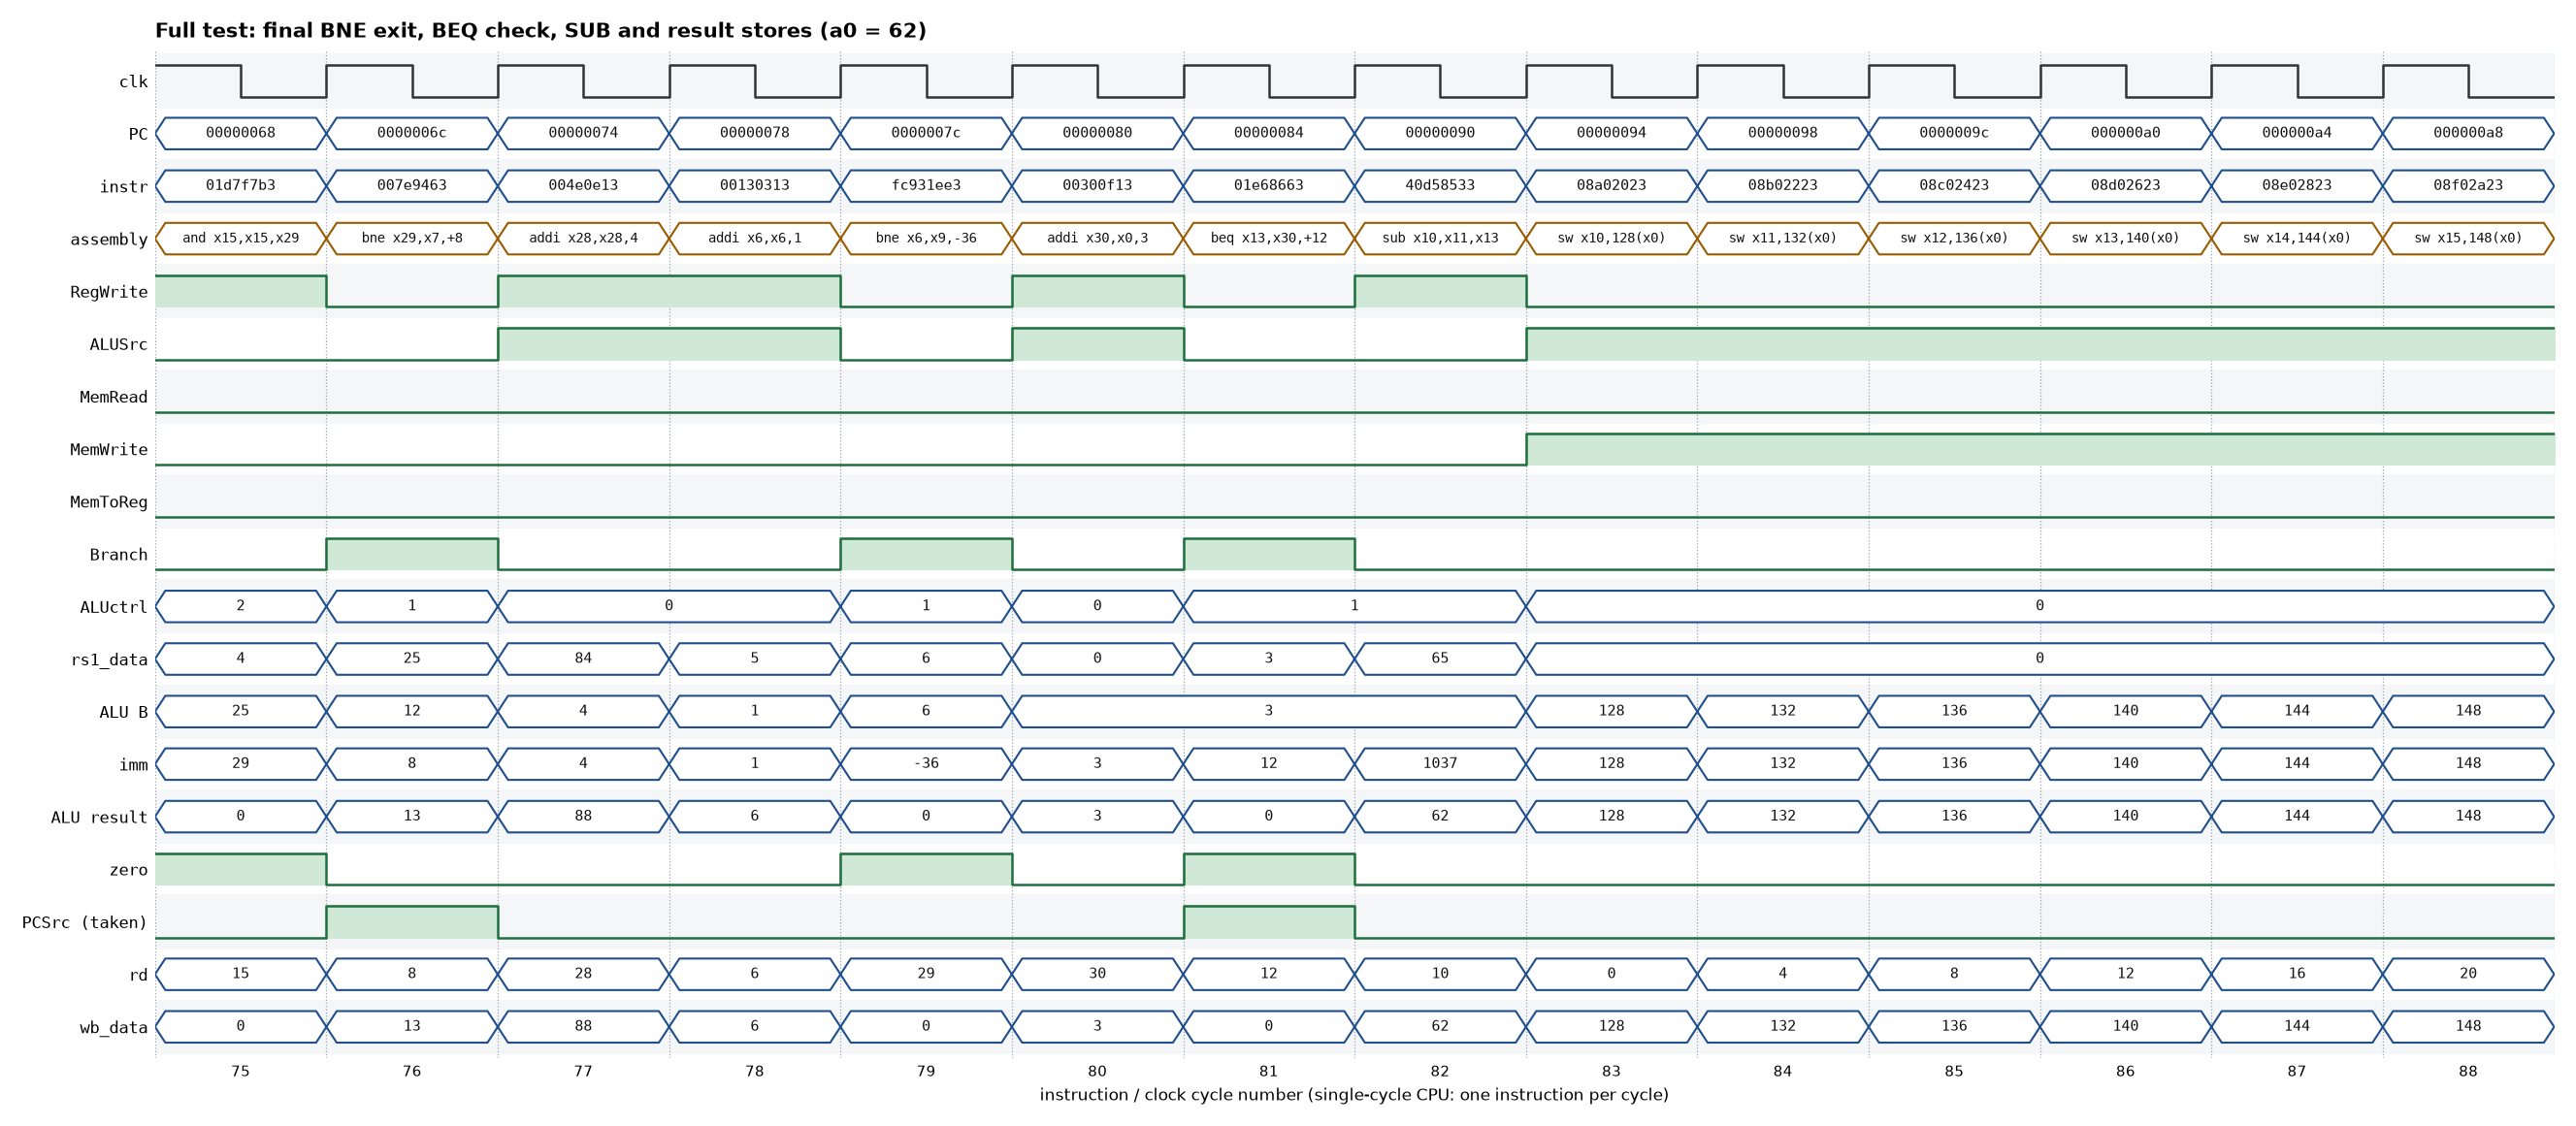 Full test: final BNE exit, BEQ check, SUB and result stores (a0 = 62)
clk
PC 00000068 0000006c 00000074 00000078 0000007c 00000080 00000084 00000090 00000094 00000098 0000009c 000000a0 000000a4 000000a8
instr 01d7f7b3 007e9463 004e0e13 00130313 fc931ee3 00300f13 01e68663 40d58533 08a02023 08b02223 08c02423 08d02623 08e02823 08f02a23
assembly and x15,x15,x29 bne x29,x7,+8 addi x28,x28,4 addi x6,x6,1 bne x6,x9,-36 addi x30,x0,3 beq x13,x30,+12 sub x10,x11,x13 sw x10,128(x0) sw x11,132(x0) sw x12,136(x0) sw x13,140(x0) sw x14,144(x0) sw x15,148(x0)
RegWrite
ALUSrc
MemRead
MemWrite
MemToReg
Branch
ALUctrl 2 1 0 1 0 1 0
rs1_data 4 25 84 5 6 0 3 65 0
ALU B 25 12 4 1 6 3 128 132 136 140 144 148
imm 29 8 4 1 -36 3 12 1037 128 132 136 140 144 148
ALU result 0 13 88 6 0 3 0 62 128 132 136 140 144 148
zero
PCSrc (taken)
rd 15 8 28 6 29 30 12 10 0 4 8 12 16 20
wb_data 0 13 88 6 0 3 0 62 128 132 136 140 144 148
75 76 77 78 79 80 81 82 83 84 85 86 87 88
instruction / clock cycle number (single-cycle CPU: one instruction per cycle)